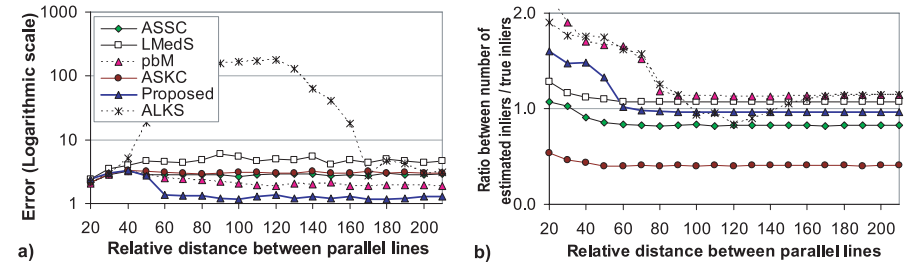 1000
100
10
1
Error (Logarithmic scale)
ASSC
LMedS
pbM
ASKC
Proposed
ALKS
20 40 60 80 100 120 140 160 180 200
a) Relative distance between parallel lines
2.0
1.0
0.0
Ratio between number of
estimated inliers / true inliers
20 40 60 80 100 120 140 160 180 200
b) Relative distance between parallel lines